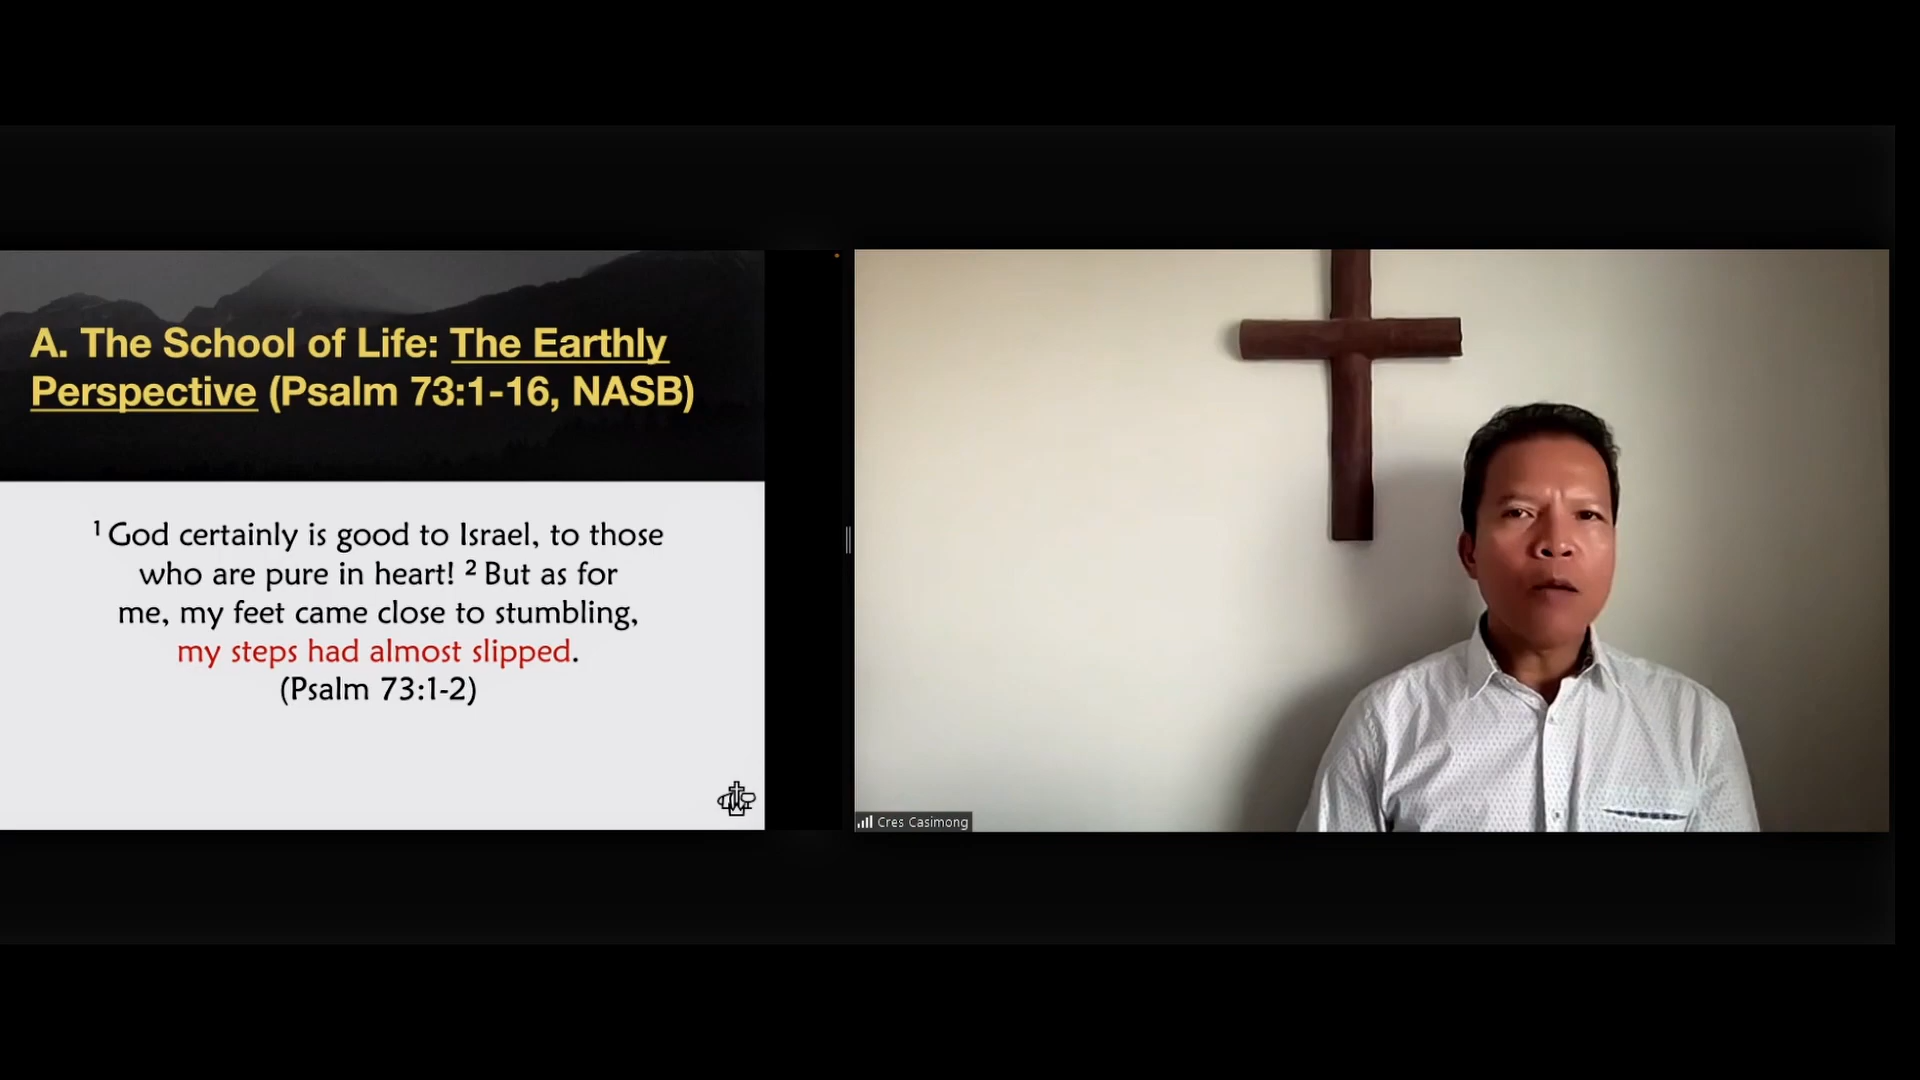 A. The School of Life: The Earthly
Perspective (Psalm 73:1-16, NASB)
1 God certainly is good to Israel, to those
who are pure in heart! 2 But as for
me, my feet came close to stumbling,
my steps had almost slipped.
(Psalm 73:1-2)
Cres Casimong